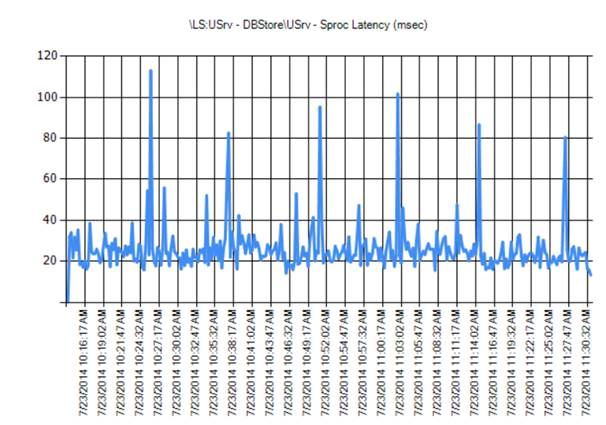 \LS:USrv - DBStore\USrv - Sproc Latency (msec)
120
100
80
60
40
20
7/23/2014 10:16:17 AM
7/23/2014 10:19:02 AM
7/23/2014 10:21:47 AM
7/23/2014 10:24:32 AM
7/23/2014 10:27:17 AM
7/23/2014 10:30:02 AM
7/23/2014 10:32:47 AM
7/23/2014 10:35:32 AM
7/23/2014 10:38:17 AM
7/23/2014 10:41:02 AM
7/23/2014 10:43:47 AM
7/23/2014 10:46:32 AM
7/23/2014 10:49:17 AM
7/23/2014 10:52:02 AM
7/23/2014 10:54:47 AM
7/23/2014 10:57:32 AM
7/23/2014 11:00:17 AM
7/23/2014 11:03:02 AM
7/23/2014 11:05:47 AM
7/23/2014 11:08:32 AM
7/23/2014 11:11:17 AM
7/23/2014 11:14:02 AM
7/23/2014 11:16:47 AM
7/23/2014 11:19:32 AM
7/23/2014 11:22:17 AM
7/23/2014 11:25:02 AM
7/23/2014 11:27:47 AM
7/23/2014 11:30:32 AM